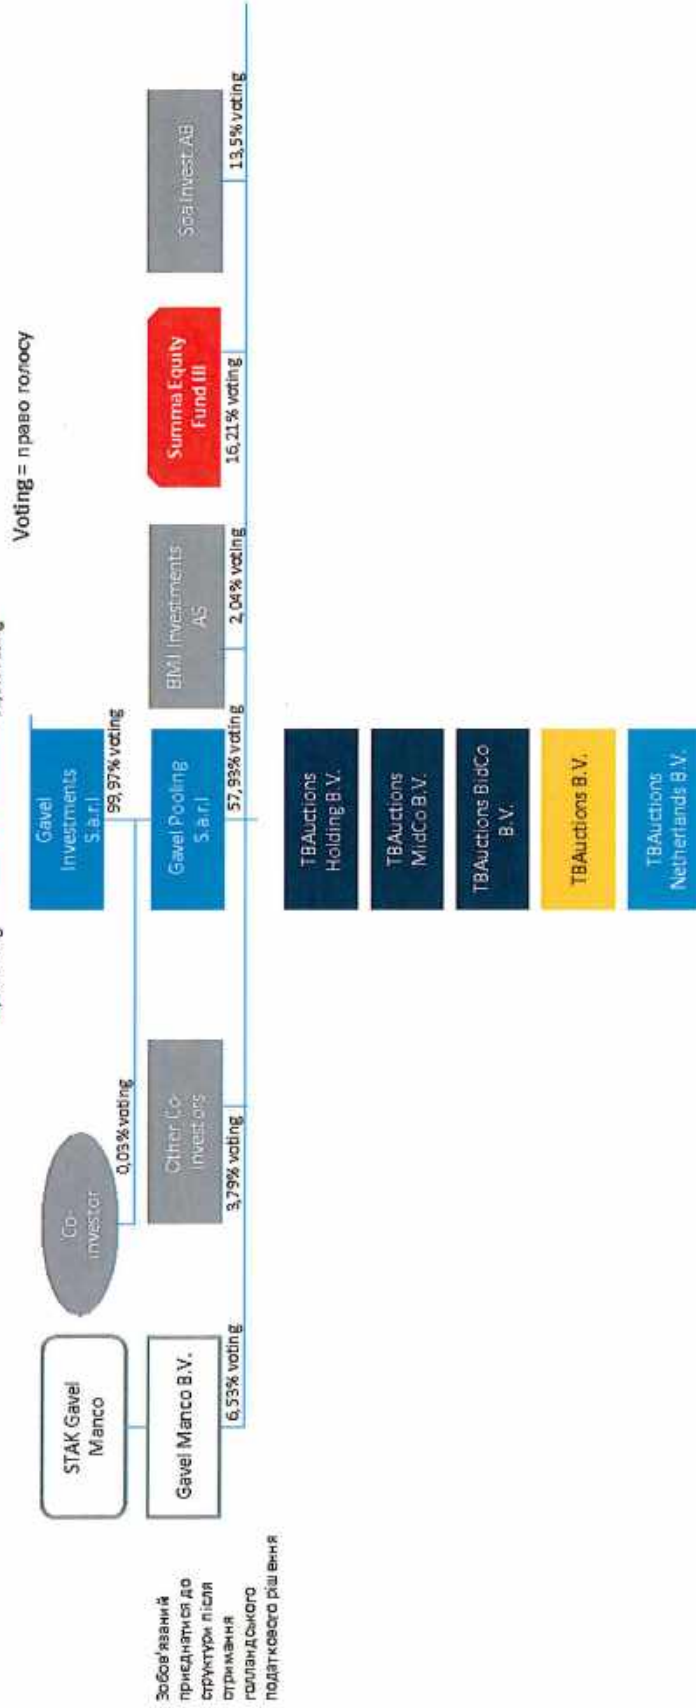 Voting = право голосу
Gavel
Investments
S.a.r.l
99,97% voting
Co-
investor
0,03% voting
STAK Gavel
Manco
Gavel Manco B.V.
6,53% voting
Other Co-
investors
3,79% voting
Gavel Pooling
S.a.r.l
57,93% voting
BMJ Investments
AS
2,04% voting
Summa Equity
Fund III
16,21% voting
Soa Invest AB
13,5% voting
Зобов'язаний
приєднатися до
структури після
отримання
голландського
податкового рішення
TBAuctions
Holding B.V.
TBAuctions
MidCo B.V.
TBAuctions BidCo
B.V.
TBAuctions B.V.
TBAuctions
Netherlands B.V.